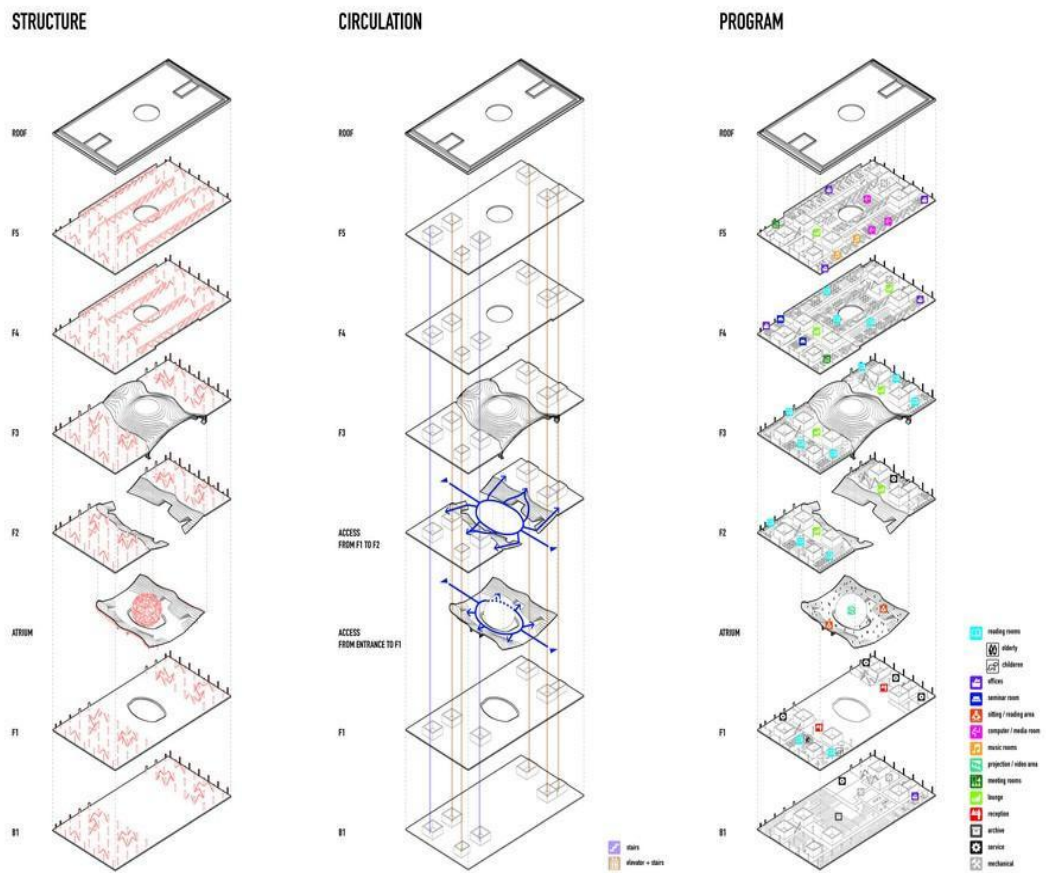 STRUCTURE
ROOF
F5
F4
F3
F2
ATRIUM
F1
B1
CIRCULATION
ROOF
F5
F4
F3
ACCESS
FROM F1 TO F2
ACCESS
FROM ENTRANCE TO F1
F1
B1
stairs
elevator + stairs
PROGRAM
ROOF
F5
F4
F3
F2
ATRIUM
F1
B1
reading rooms
elderly
childeren
offices
seminar room
sitting / reading area
computer / media room
music rooms
projection / video area
meeting rooms
lounge
reception
archive
service
mechanical